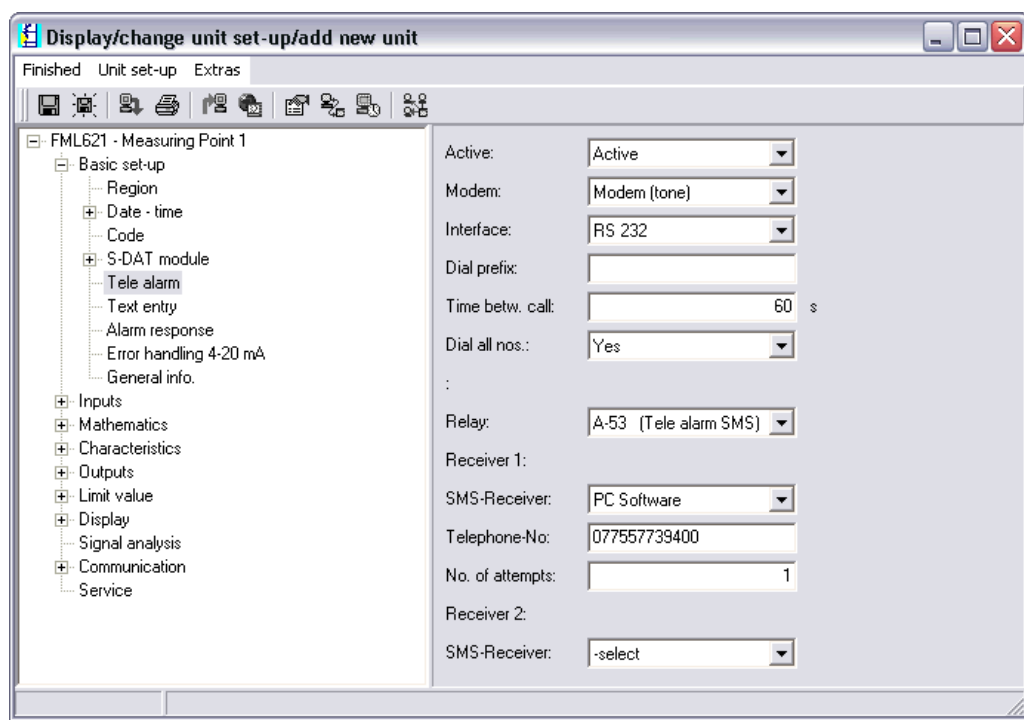 Display/change unit set-up/add new unit
Finished Unit set-up Extras
FML621 - Measuring Point 1
Basic set-up
Region
Date - time
Code
S-DAT module
Tele alarm
Text entry
Alarm response
Error handling 4-20 mA
General info.
Inputs
Mathematics
Characteristics
Outputs
Limit value
Display
Signal analysis
Communication
Service
Active: Active
Modem: Modem (tone)
Interface: RS 232
Dial prefix:
Time betw. call: 60 s
Dial all nos.: Yes
:
Relay: A-53 (Tele alarm SMS)
Receiver 1:
SMS-Receiver: PC Software
Telephone-No: 077557739400
No. of attempts: 1
Receiver 2:
SMS-Receiver: -select